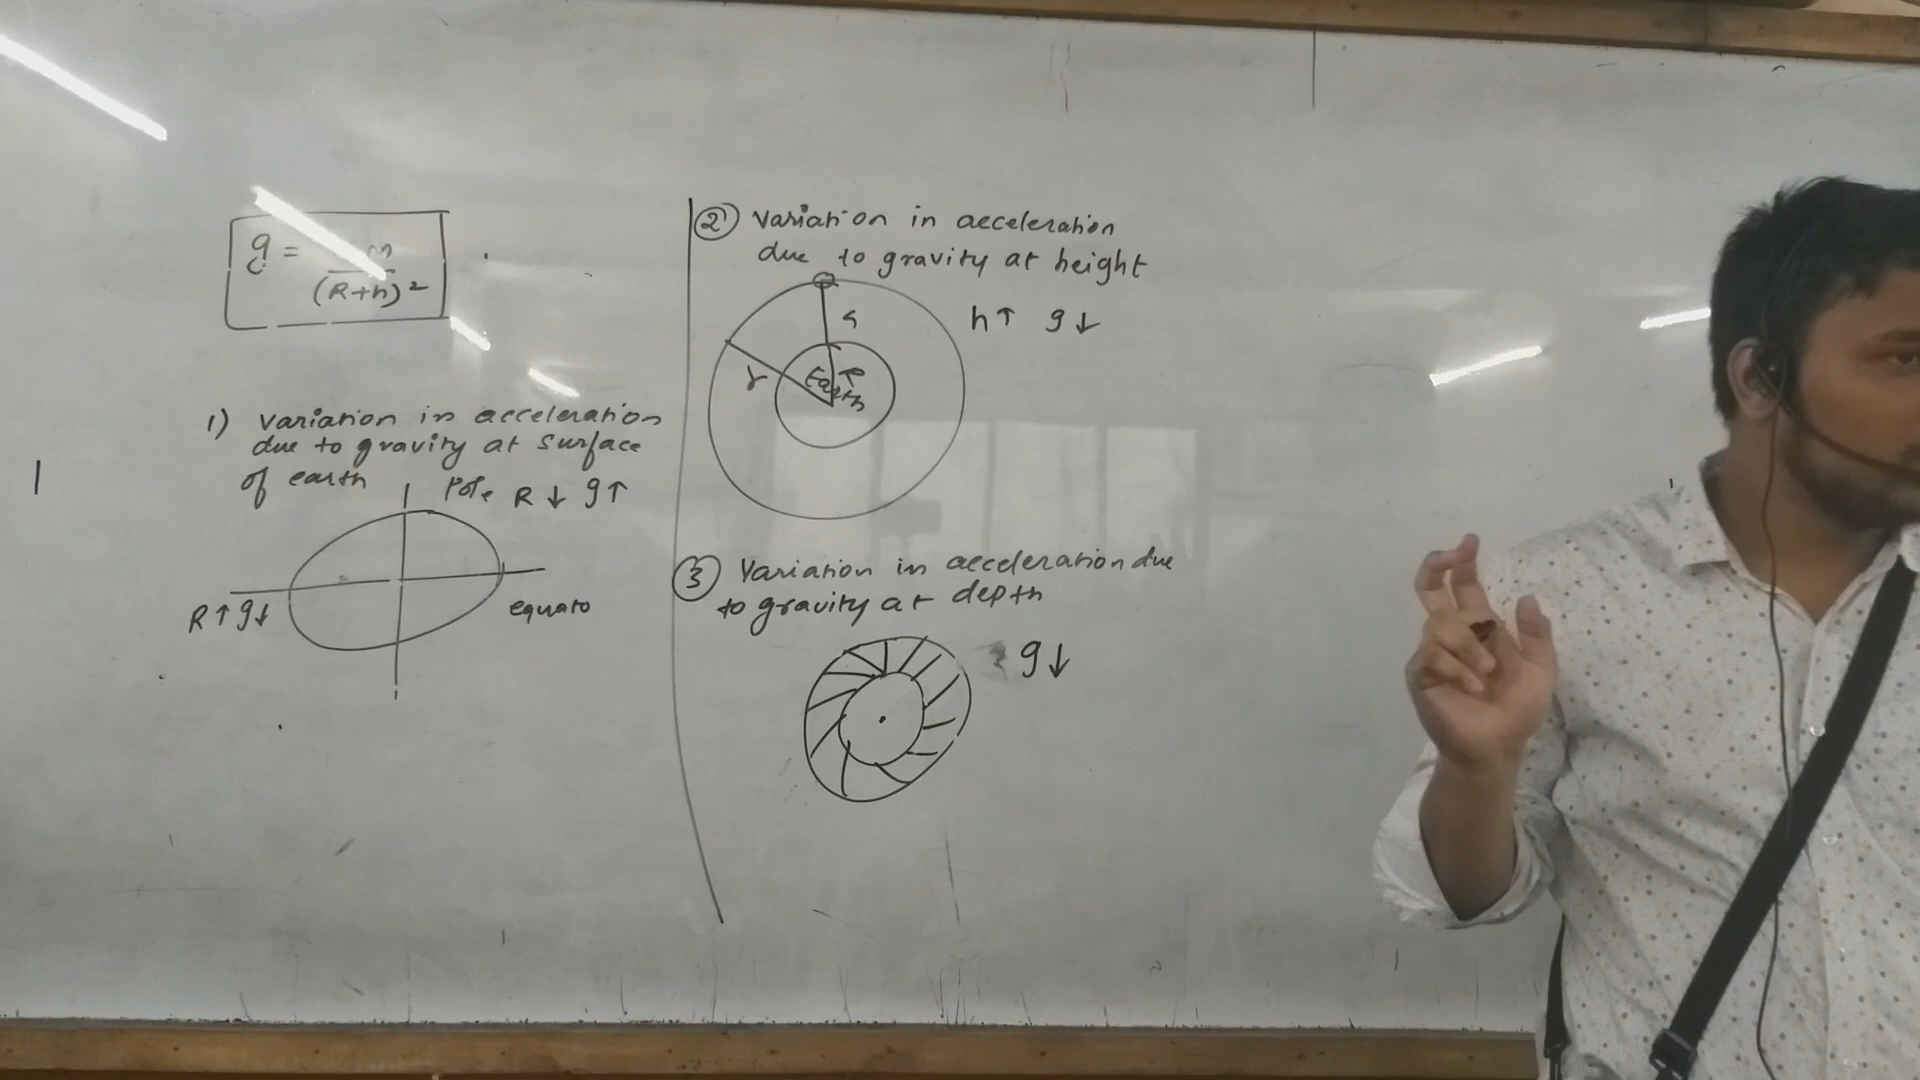 g = M
(R+h)²
1) variation in acceleration
due to gravity at surface
of earth
Pole R ↓ g↑
R↑ g↓
equato
② variation in acceleration
due to gravity at height
h↑ g↓
h
r
Earth
R
③ Variation in acceleration due
to gravity at depth
g↓